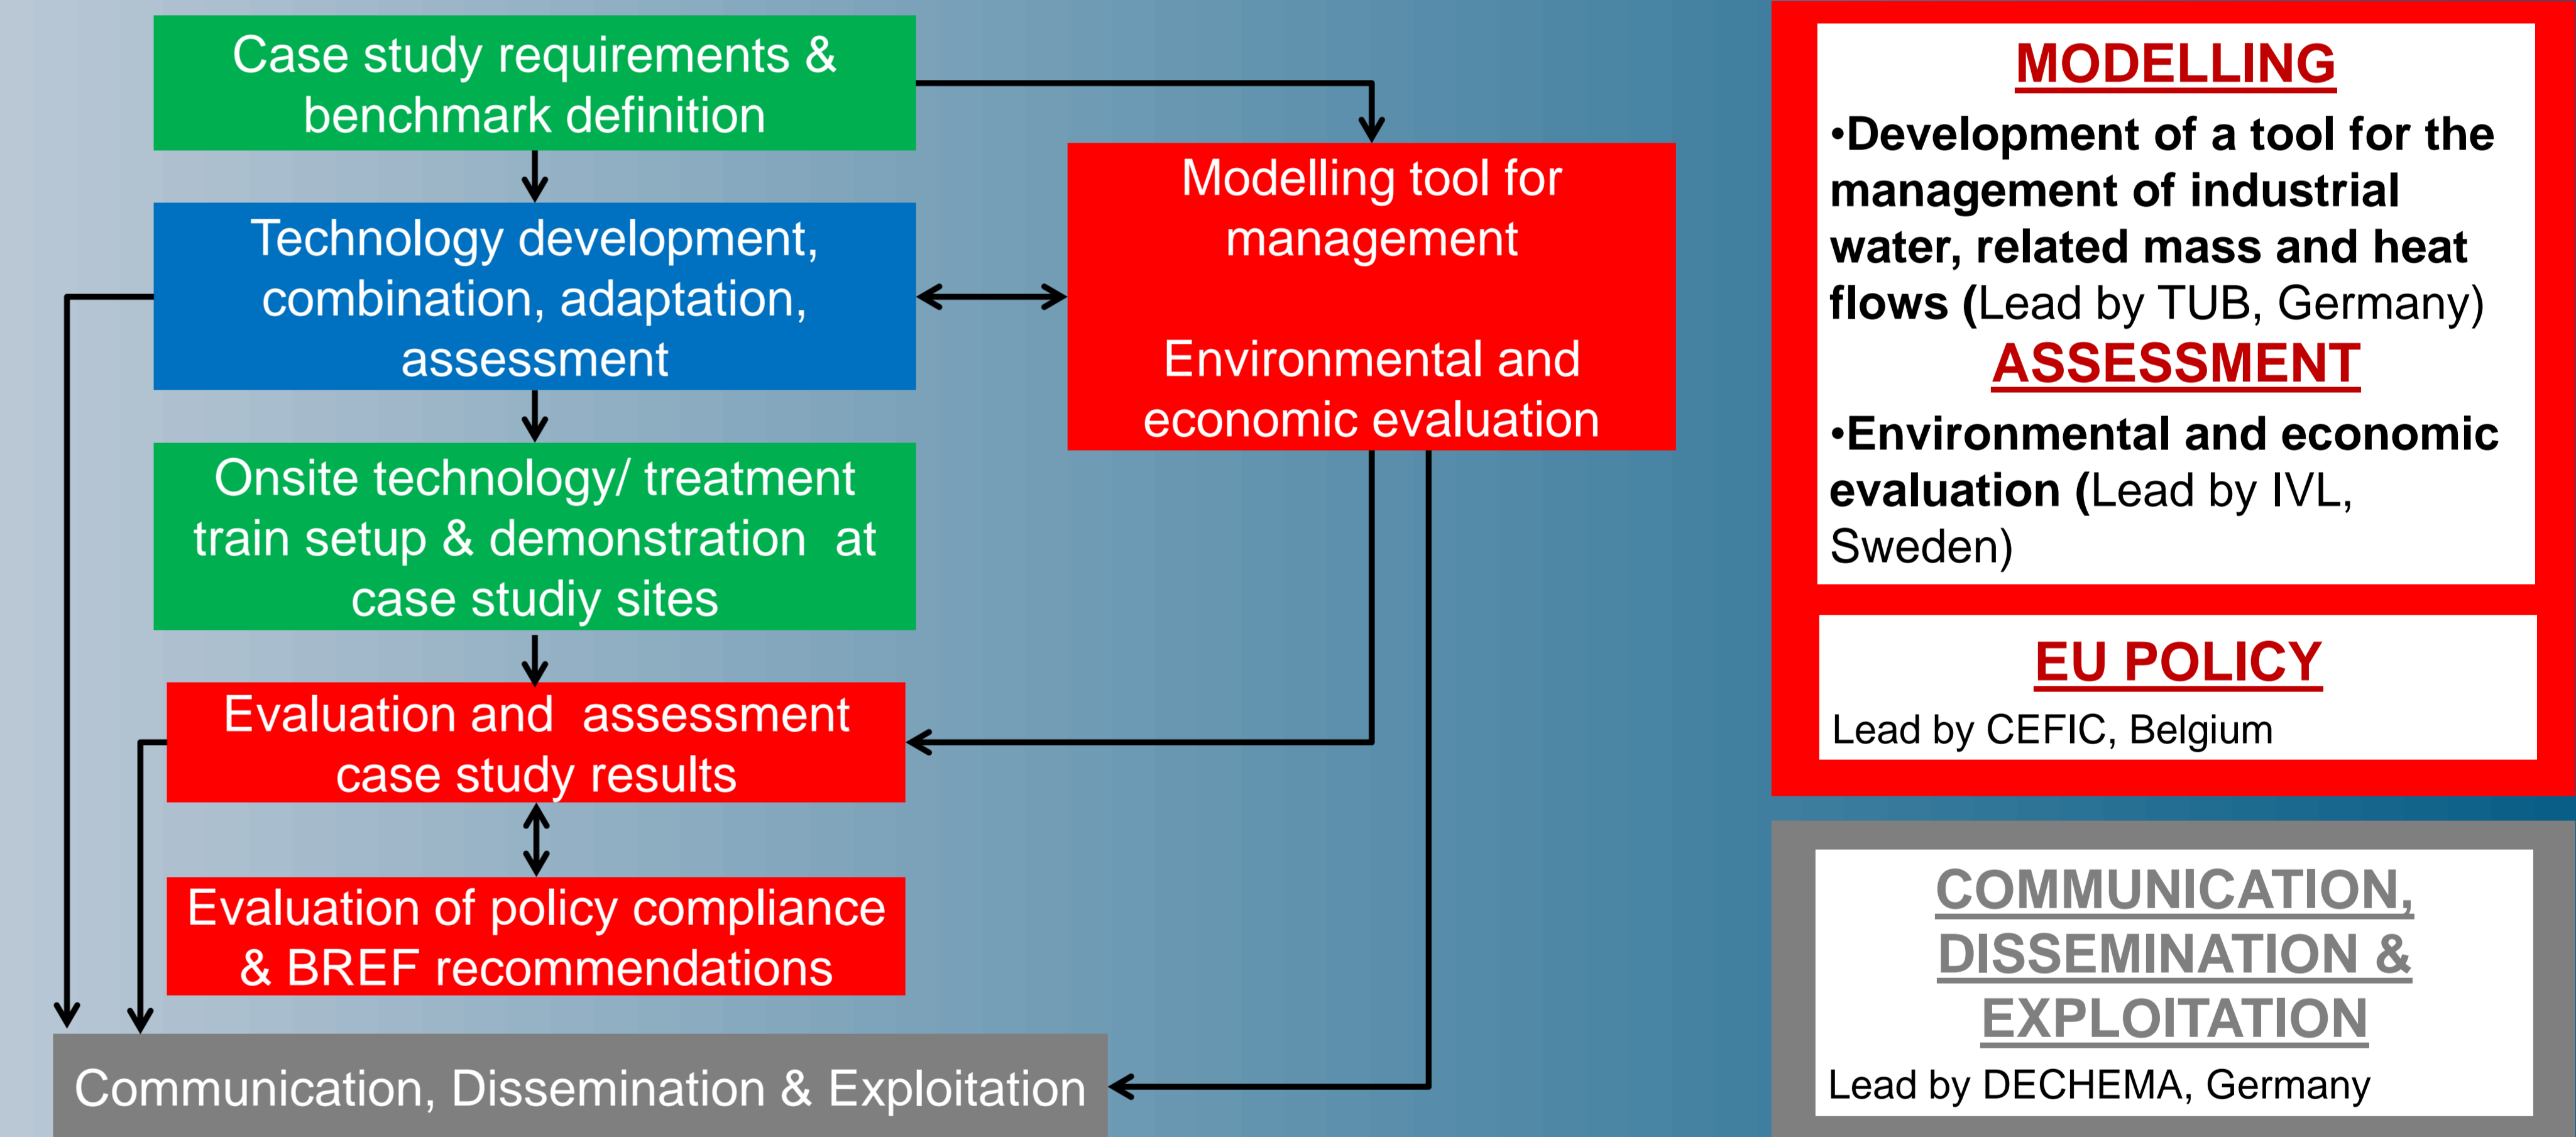 Case study requirements &
benchmark definition
Technology development,
combination, adaptation,
assessment
Onsite technology/ treatment
train setup & demonstration at
case studiy sites
Evaluation and assessment
case study results
Evaluation of policy compliance
& BREF recommendations
Communication, Dissemination & Exploitation
Modelling tool for
management
Environmental and
economic evaluation
MODELLING
•Development of a tool for the
management of industrial
water, related mass and heat
flows (Lead by TUB, Germany)
ASSESSMENT
•Environmental and economic
evaluation (Lead by IVL,
Sweden)
EU POLICY
Lead by CEFIC, Belgium
COMMUNICATION,
DISSEMINATION &
EXPLOITATION
Lead by DECHEMA, Germany